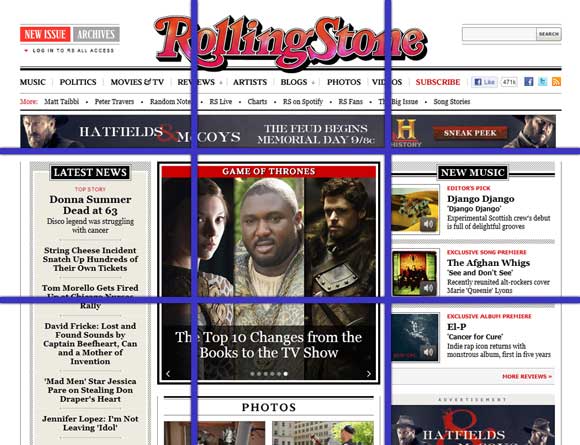 NEW ISSUE ARCHIVES
LOG IN TO RS ALL ACCESS
RollingStone
SEARCH
MUSIC POLITICS MOVIES & TV REVIEWS + ARTISTS BLOGS + PHOTOS VIDEOS SUBSCRIBE Like 471k
More: Matt Taibbi • Peter Travers • Random Notes • RS Live • Charts • RS on Spotify • RS Fans • The Big Issue • Song Stories
HATFIELDS & McCOYS THE FEUD BEGINS MEMORIAL DAY 9/8c H HISTORY SNEAK PEEK
LATEST NEWS
TOP STORY
Donna Summer
Dead at 63
Disco legend was struggling
with cancer
String Cheese Incident
Snatch Up Hundreds of
Their Own Tickets
Tom Morello Gets Fired
Up at Chicago Nurses
Rally
David Fricke: Lost and
Found Sounds by
Captain Beefheart, Can
and a Mother of
Invention
'Mad Men' Star Jessica
Pare on Stealing Don
Draper's Heart
Jennifer Lopez: I'm Not
Leaving 'Idol'
GAME OF THRONES
The Top 10 Changes from the
Books to the TV Show
PHOTOS
NEW MUSIC
EDITOR'S PICK
Django Django
'Django Django'
Experimental Scottish crew's debut
is full of delightful grooves
EXCLUSIVE SONG PREMIERE
The Afghan Whigs
'See and Don't See'
Recently reunited alt-rockers cover
Marie 'Queenie' Lyons
EXCLUSIVE ALBUM PREMIERE
El-P
'Cancer for Cure'
Indie rap icon returns with
monstrous album, first in five years
MORE REVIEWS
ADVERTISEMENT
HATFIELDS